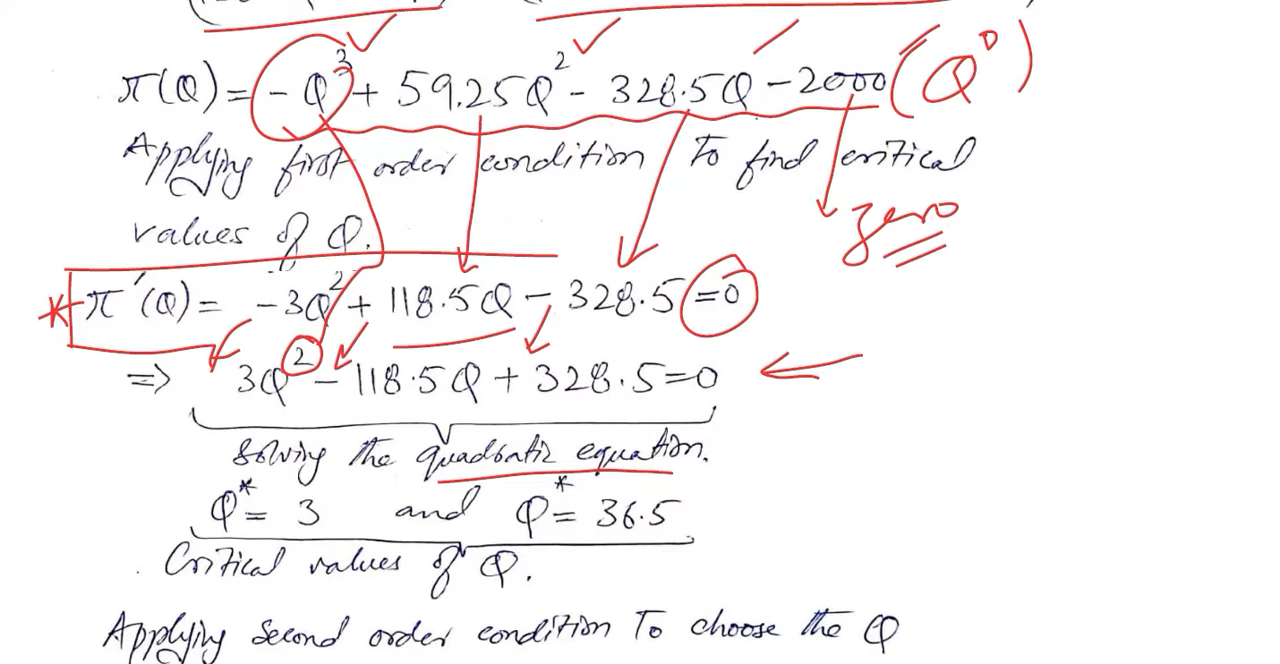 π(Q) = -Q³ + 59.25Q² - 328.5Q - 2000 (Q⁰)
Applying first order condition To find critical
values of Q.
zero
* π′(Q) = -3Q² + 118.5Q - 328.5 = 0
=> 3Q² - 118.5Q + 328.5 = 0
Solving the quadratic equation.
Q* = 3 and Q* = 36.5
Critical values of Q.
Applying second order condition To choose the Q